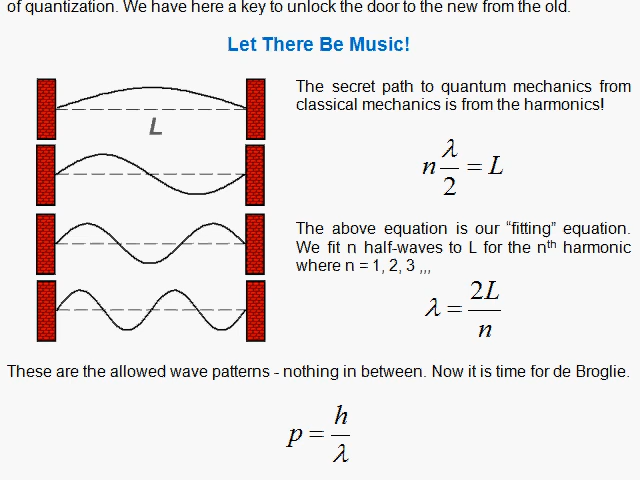 of quantization. We have here a key to unlock the door to the new from the old.
Let There Be Music!
The secret path to quantum mechanics from
classical mechanics is from the harmonics!
L
n λ/2 = L
The above equation is our “fitting” equation.
We fit n half-waves to L for the nth harmonic
where n = 1, 2, 3 ,,,
λ = 2L/n
These are the allowed wave patterns - nothing in between. Now it is time for de Broglie.
p = h/λ